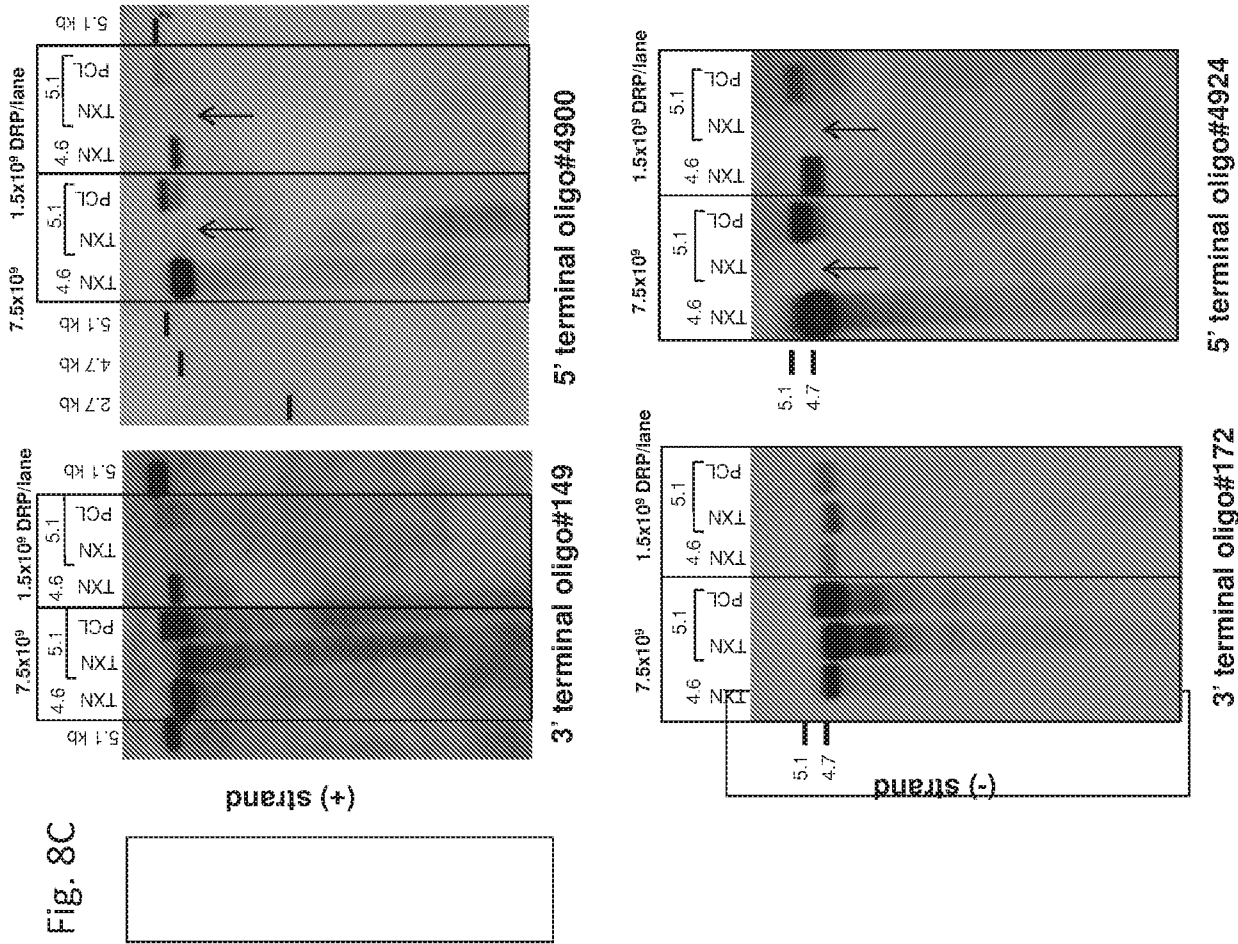 Fig. 8C
(+) strand
7.5x10⁹ 1.5x10⁹ DRP/lane
4.6 5.1 4.6 5.1
5.1 kb TXN TXN PCL TXN TXN PCL 5.1 kb
3' terminal oligo#149
7.5x10⁹ 1.5x10⁹ DRP/lane
4.6 5.1 4.6 5.1
2.7 kb 4.7 kb 5.1 kb TXN TXN PCL TXN TXN PCL 5.1 kb
5' terminal oligo#4900
(-) strand
7.5x10⁹ 1.5x10⁹ DRP/lane
4.6 5.1 4.6 5.1
TXN TXN PCL TXN TXN PCL
5.1
4.7
3' terminal oligo#172
7.5x10⁹ 1.5x10⁹ DRP/lane
4.6 5.1 4.6 5.1
TXN TXN PCL TXN TXN PCL
5.1
4.7
5' terminal oligo#4924